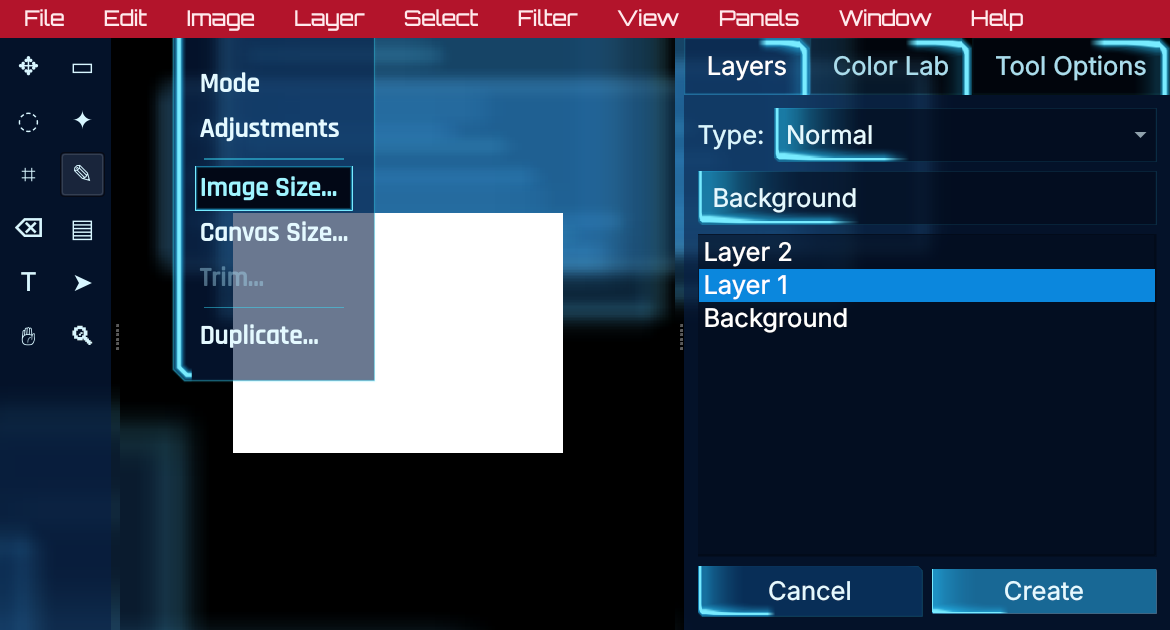 File Edit Image Layer Select Filter View Panels Window Help
Mode
Adjustments
Image Size...
Canvas Size...
Trim...
Duplicate...
T
Layers Color Lab Tool Options
Type: Normal
Background
Layer 2
Layer 1
Background
Cancel Create